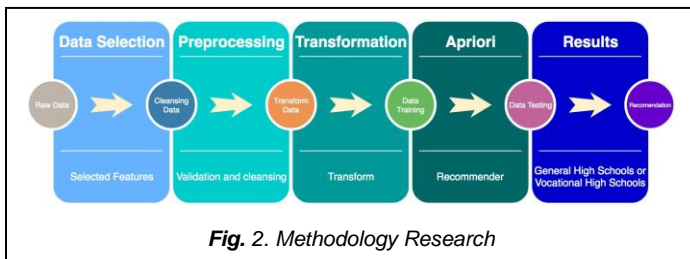 Data Selection
Preprocessing
Transformation
Apriori
Results
Raw Data
Cleansing
Data
Transform
Data
Data
Training
Data Testing
Recomendation
Selected Features
Validation and cleansing
Transform
Recommender
General High Schools or
Vocational High Schools
Fig. 2. Methodology Research